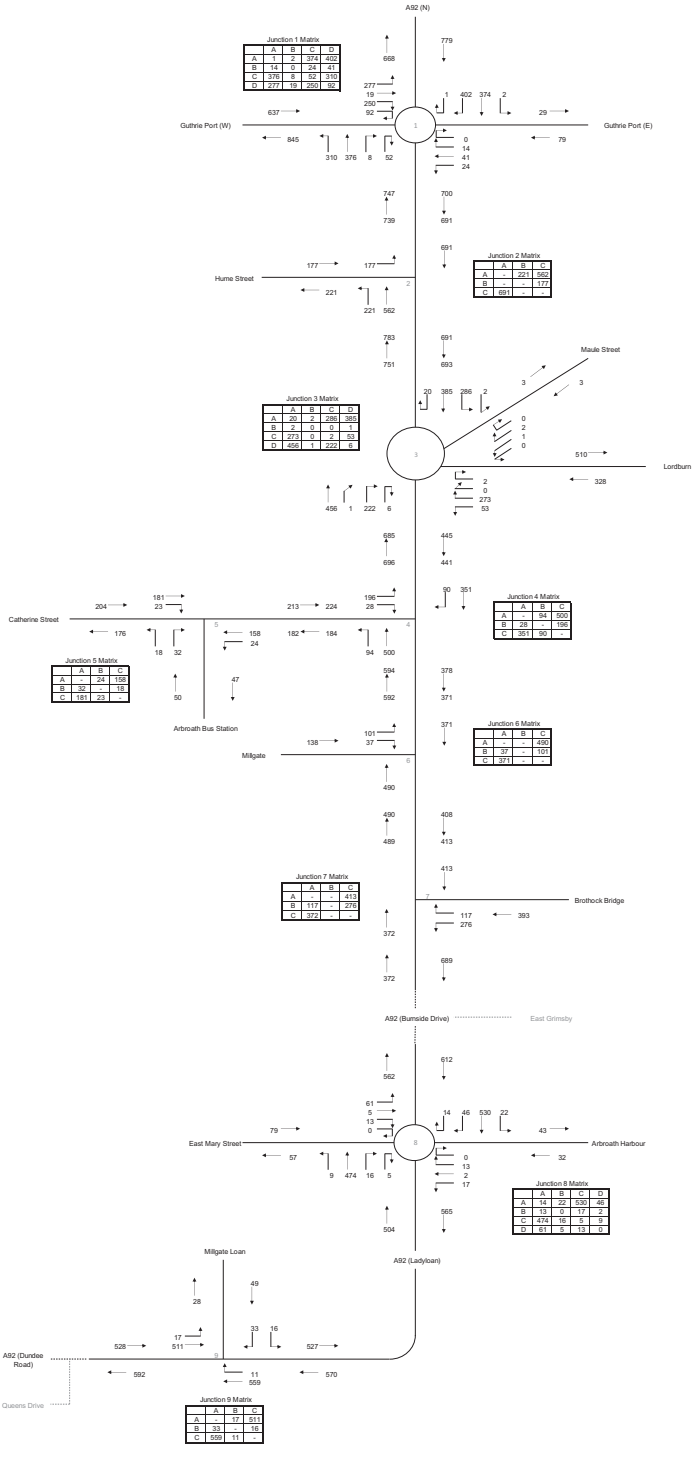 A92 (N)
779
668
Junction 1 Matrix
A B C D
A 1 2 374 402
B 14 0 24 41
C 376 8 52 310
D 277 19 250 92
277
19
250
92
1 402 374 2
637
29
Guthrie Port (W)
1
Guthrie Port (E)
845
79
310 376 8 52
0
14
41
24
747 700
739 691
691
177 177
Hume Street
2
221
221 562
Junction 2 Matrix
A B C
A - 221 562
B - - 177
C 691 - -
783 691
751 693
Maule Street
3
3
Junction 3 Matrix
A B C D
A 20 2 286 385
B 2 0 0 1
C 273 0 2 53
D 456 1 222 6
20 385 286 2
0
2
1
0
3
510
Lordburn
328
2
0
273
53
456 1 222 6
685 445
696 441
90 351
Junction 4 Matrix
A B C
A - 94 500
B 28 - 196
C 351 90 -
204
181
23
213 224
196
28
Catherine Street
5
4
176
18 32
158
24
182 184
94 500
Junction 5 Matrix
A B C
A - 24 158
B 32 - 18
C 181 23 -
50
47
Arbroath Bus Station
594 378
592 371
371
138
101
37
Millgate
6
490
Junction 6 Matrix
A B C
A - - 490
B 37 - 101
C 371 - -
490 408
489 413
413
Junction 7 Matrix
A B C
A - - 413
B 117 - 276
C 372 - -
7
Brothock Bridge
117
276
393
372
372 689
A92 (Burnside Drive)
East Grimsby
562 612
61
5
13
0
14 46 530 22
79
43
East Mary Street
8
Arbroath Harbour
57
32
9 474 16 5
0
13
2
17
Junction 8 Matrix
A B C D
A 14 22 530 46
B 13 0 17 2
C 474 16 5 9
D 61 5 13 0
504 565
Millgate Loan
A92 (Ladyloan)
28
49
528
17
511
33 16
527
A92 (Dundee
Road)
9
592
11
559
570
Queens Drive
Junction 9 Matrix
A B C
A - 17 511
B 33 - 16
C 559 11 -